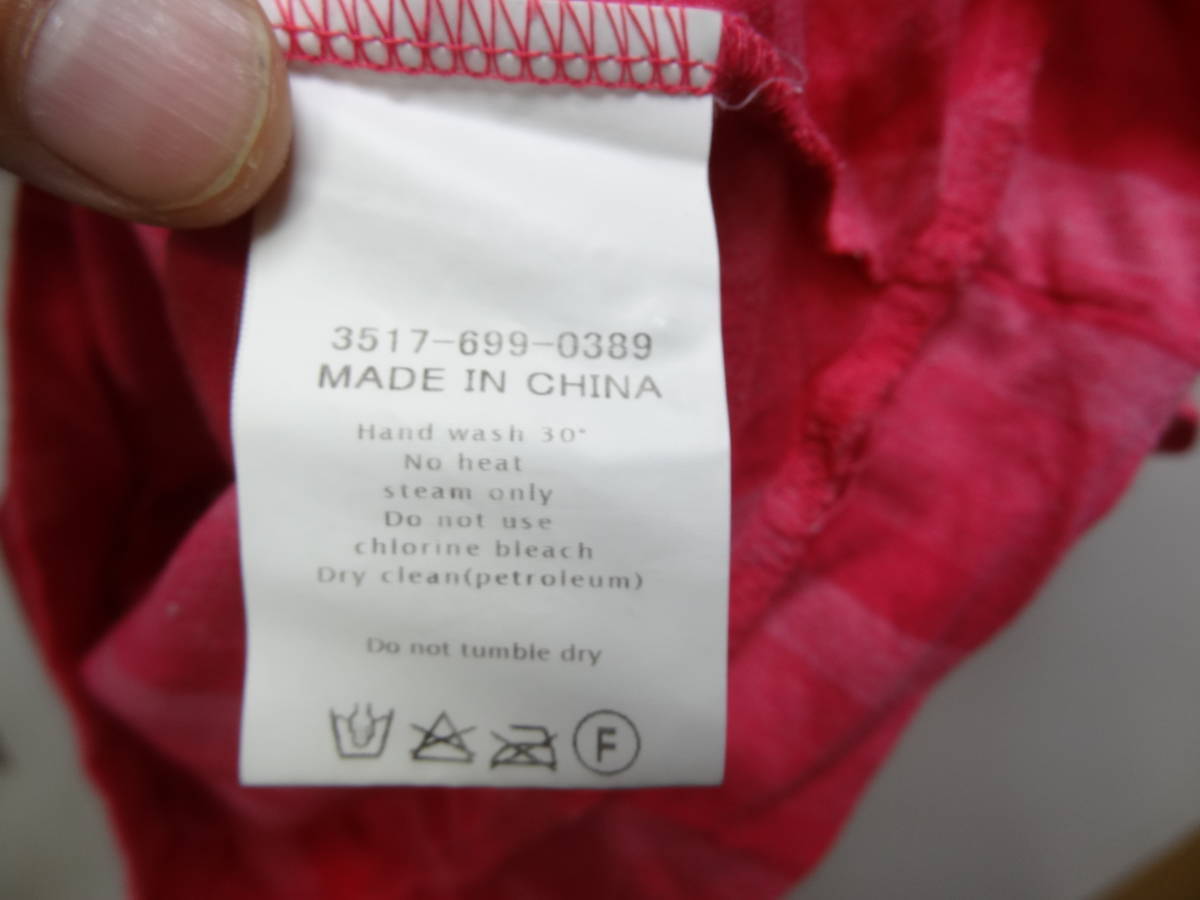 3517-699-0389
MADE IN CHINA
Hand wash 30°
No heat
steam only
Do not use
chlorine bleach
Dry clean(petroleum)
Do not tumble dry
F